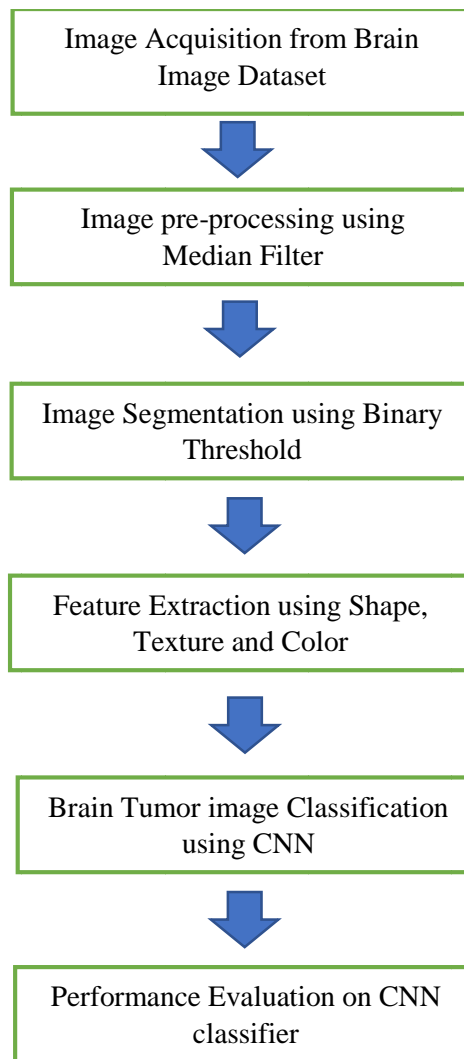 Image Acquisition from Brain
Image Dataset
Image pre-processing using
Median Filter
Image Segmentation using Binary
Threshold
Feature Extraction using Shape,
Texture and Color
Brain Tumor image Classification
using CNN
Performance Evaluation on CNN
classifier